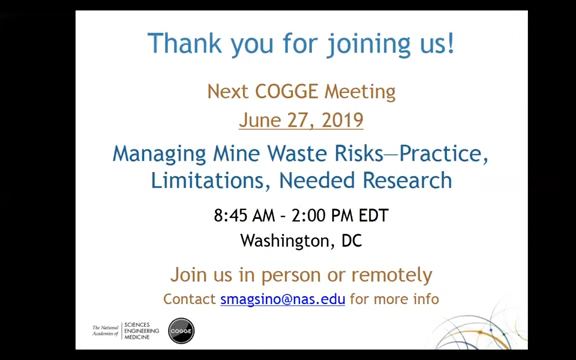 Thank you for joining us!
Next COGGE Meeting
June 27, 2019
Managing Mine Waste Risks—Practice,
Limitations, Needed Research
8:45 AM – 2:00 PM EDT
Washington, DC
Join us in person or remotely
Contact smagsino@nas.edu for more info
The National
Academies of
SCIENCES
ENGINEERING
MEDICINE
COGGE